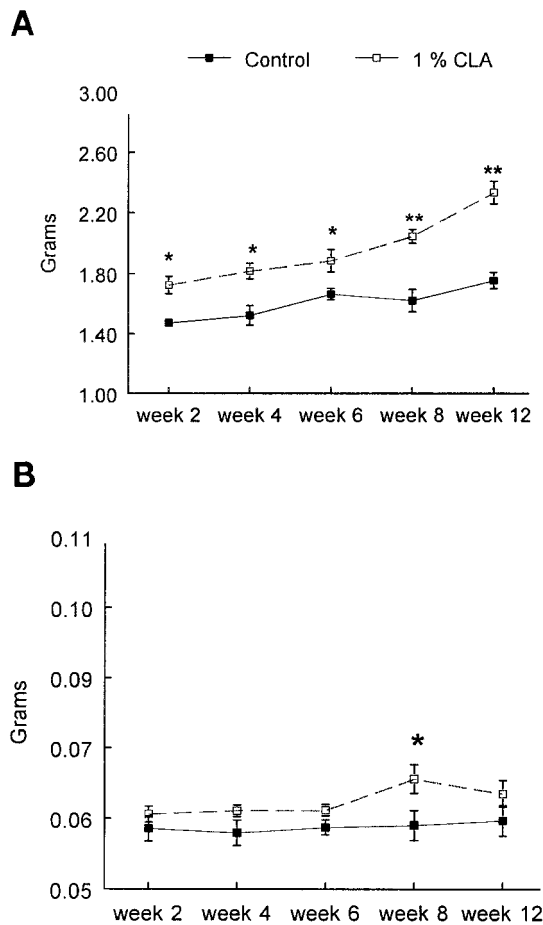 A
Control 1 % CLA
3.00
2.60
2.20
1.80
1.40
1.00
Grams
* * * ** **
week 2 week 4 week 6 week 8 week 12
B
0.11
0.10
0.09
0.07
0.06
0.05
Grams
*
week 2 week 4 week 6 week 8 week 12